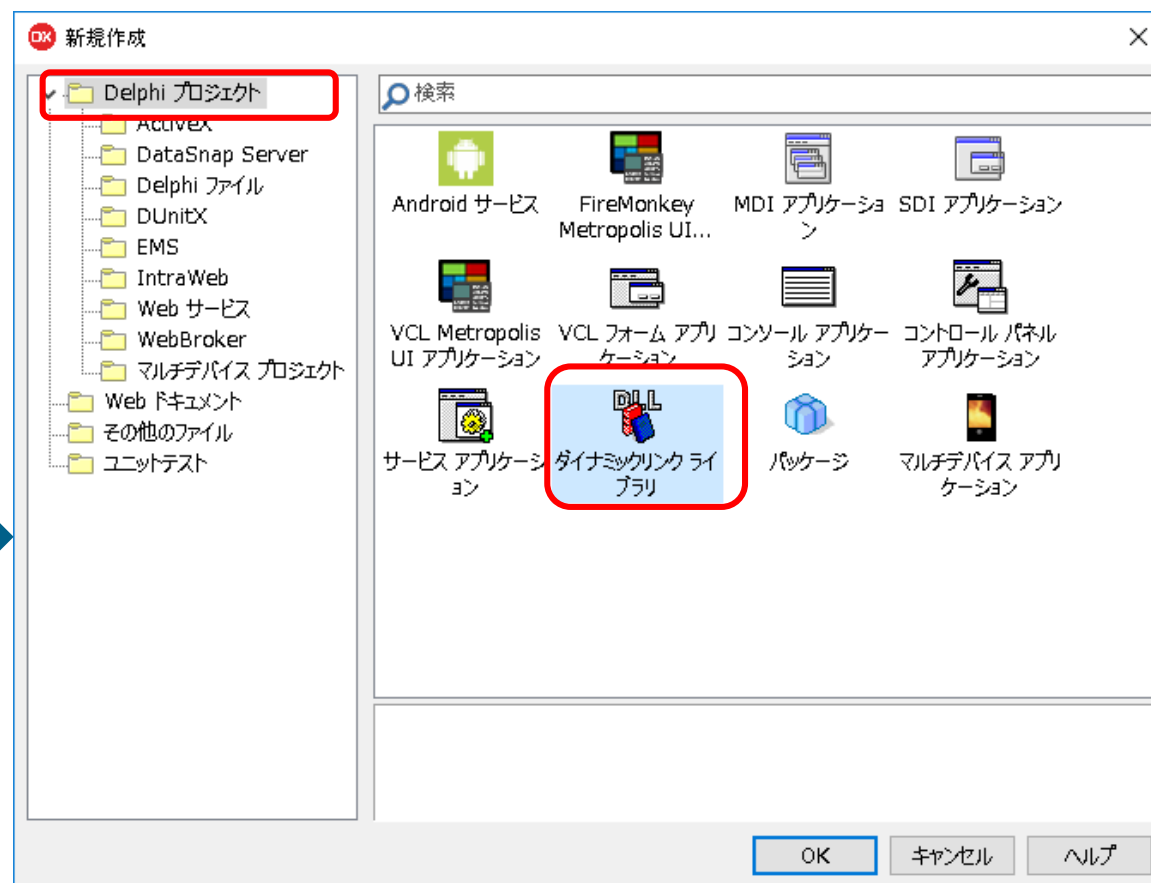 DX 新規作成
Delphi プロジェクト
ActiveX
DataSnap Server
Delphi ファイル
DUnitX
EMS
IntraWeb
Web サービス
WebBroker
マルチデバイス プロジェクト
Web ドキュメント
その他のファイル
ユニットテスト
検索
Android サービス
FireMonkey
Metropolis UI...
MDI アプリケーショ
ン
SDI アプリケーション
VCL Metropolis
UI アプリケーション
VCL フォーム アプリ
ケーション
コンソール アプリケー
ション
コントロール パネル
アプリケーション
サービス アプリケーシ
ョン
DLL
ダイナミックリンク ライ
ブラリ
パッケージ
マルチデバイス アプリ
ケーション
OK
キャンセル
ヘルプ